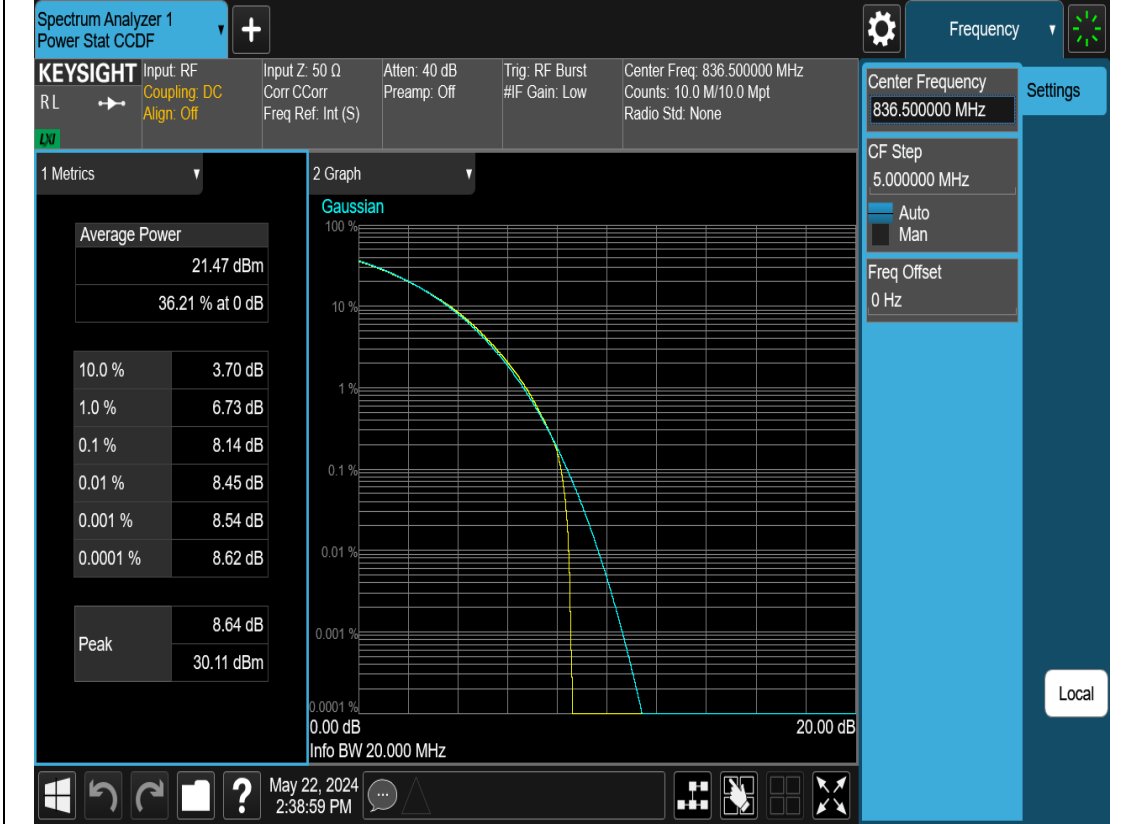 Spectrum Analyzer 1
Power Stat CCDF
+
Frequency
KEYSIGHT
RL
LXI
Input: RF
Coupling: DC
Align: Off
Input Z: 50 Ω
Corr CCorr
Freq Ref: Int (S)
Atten: 40 dB
Preamp: Off
Trig: RF Burst
#IF Gain: Low
Center Freq: 836.500000 MHz
Counts: 10.0 M/10.0 Mpt
Radio Std: None
Center Frequency
836.500000 MHz
Settings
CF Step
5.000000 MHz
Auto
Man
Freq Offset
0 Hz
1 Metrics
Average Power
21.47 dBm
36.21 % at 0 dB
10.0 % 3.70 dB
1.0 % 6.73 dB
0.1 % 8.14 dB
0.01 % 8.45 dB
0.001 % 8.54 dB
0.0001 % 8.62 dB
Peak
8.64 dB
30.11 dBm
2 Graph
Gaussian
100 %
10 %
1 %
0.1 %
0.01 %
0.001 %
0.0001 %
0.00 dB 20.00 dB
Info BW 20.000 MHz
Local
?
May 22, 2024
2:38:59 PM